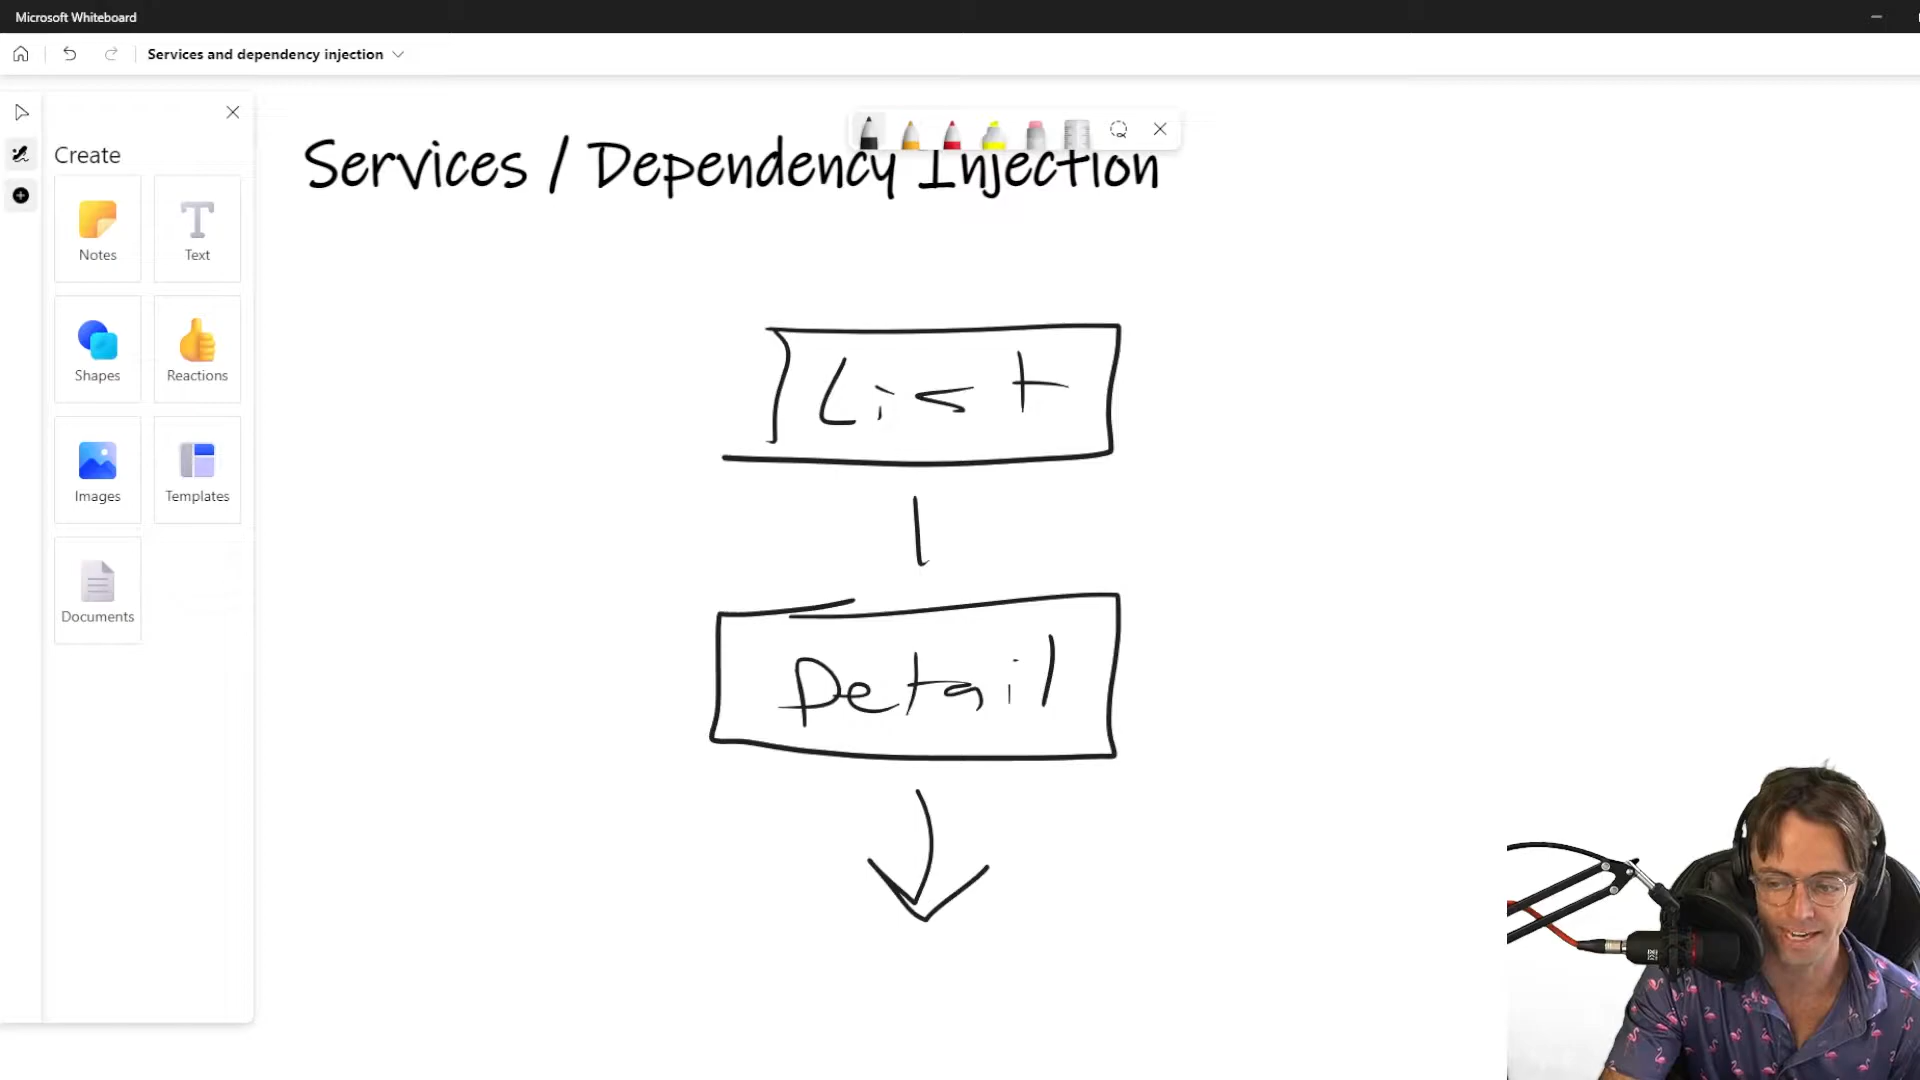 Microsoft Whiteboard
Services and dependency injection
Create
Services / Dependency Injection
Notes
Text
Shapes
Reactions
Images
Templates
Documents
List
Detail